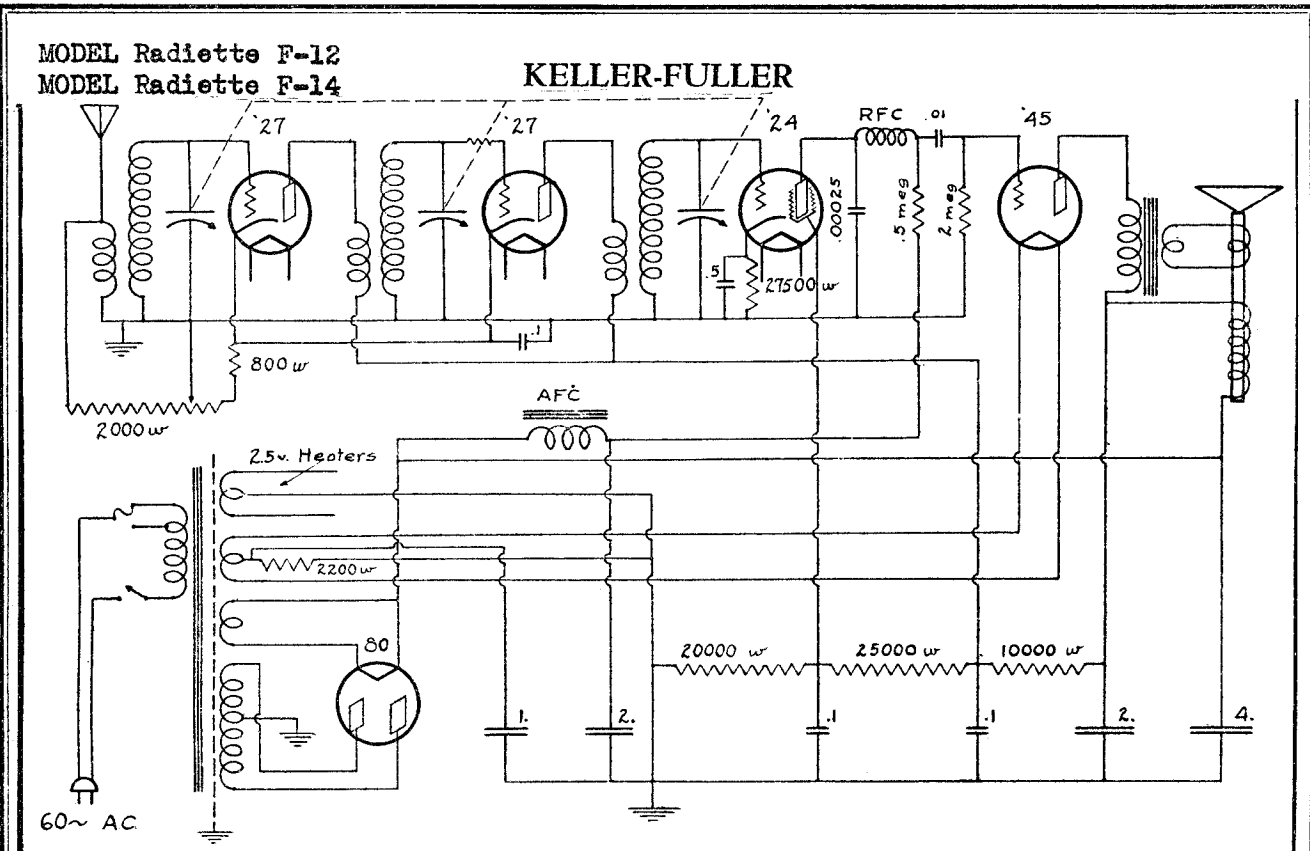 MODEL Radiette F-12
MODEL Radiette F-14
KELLER-FULLER
'27
'27
'24
RFC
.01
'45
.00025
.5 meg
2 meg
.5
27500 w
.1
800 w
2000 w
AFC
2.5v. Heaters
2200 w
80
20000 w
25000 w
10000 w
1.
2.
.1
.1
2.
4.
60~ AC